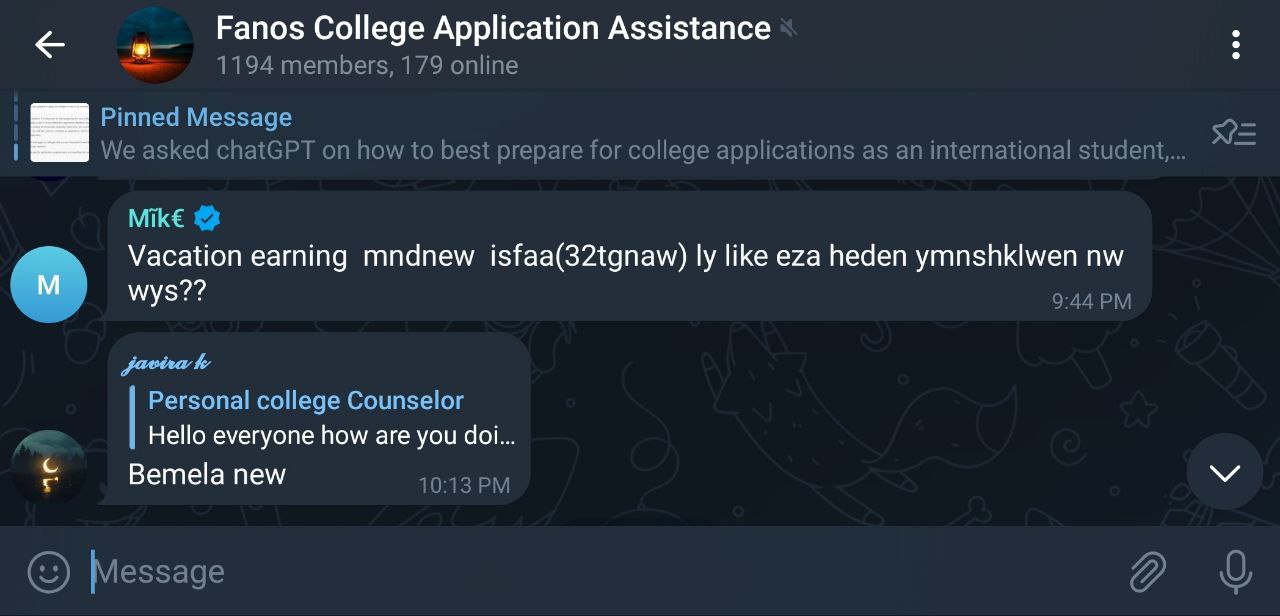 Fanos College Application Assistance
1194 members, 179 online
Pinned Message
We asked chatGPT on how to best prepare for college applications as an international student,...
Mĩk€
Vacation earning  mndnew  isfaa(32tgnaw) ly like eza heden ymnshklwen nw
wys??
9:44 PM
M
𝓳𝓪𝓿𝓲𝓻𝓪 𝓴
Personal college Counselor
Hello everyone how are you doi...
Bemela new
10:13 PM
Message